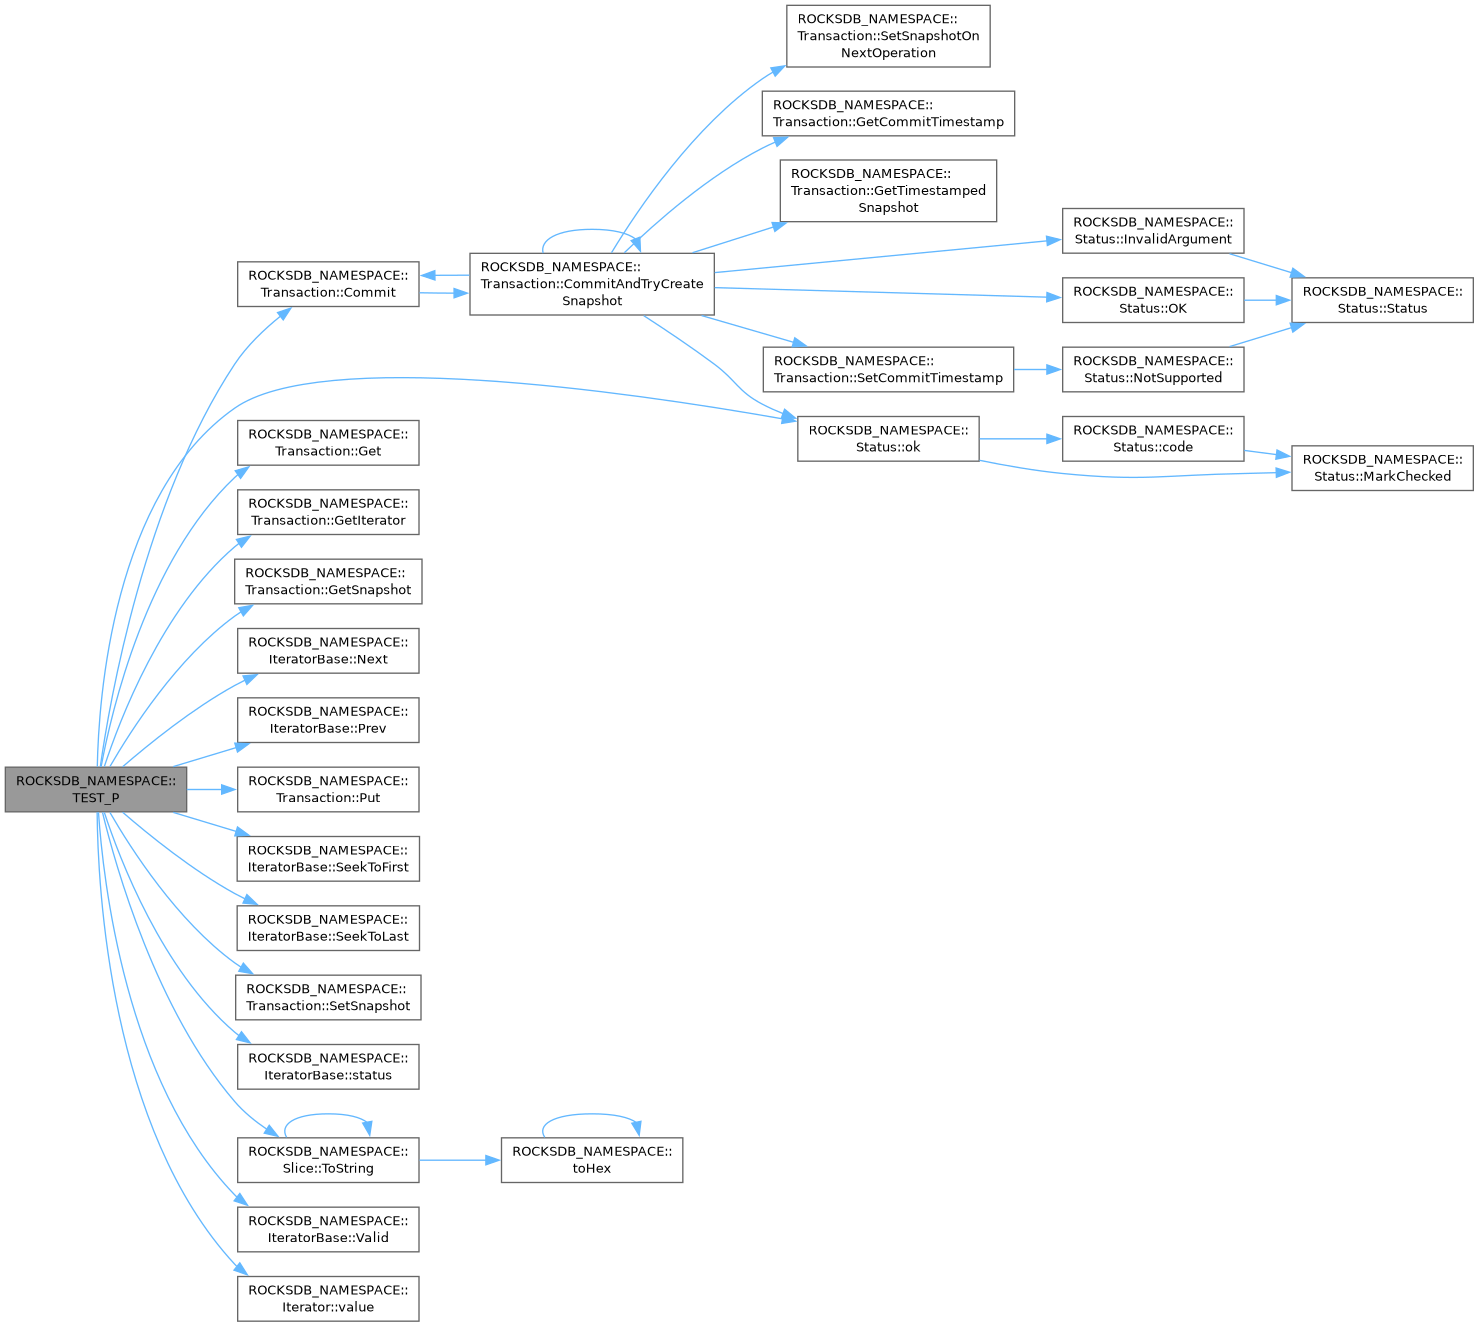 ROCKSDB_NAMESPACE::
TEST_P
ROCKSDB_NAMESPACE::
Transaction::Commit
ROCKSDB_NAMESPACE::
Transaction::CommitAndTryCreate
Snapshot
ROCKSDB_NAMESPACE::
Transaction::SetSnapshotOn
NextOperation
ROCKSDB_NAMESPACE::
Transaction::GetCommitTimestamp
ROCKSDB_NAMESPACE::
Transaction::GetTimestamped
Snapshot
ROCKSDB_NAMESPACE::
Status::InvalidArgument
ROCKSDB_NAMESPACE::
Status::OK
ROCKSDB_NAMESPACE::
Status::Status
ROCKSDB_NAMESPACE::
Transaction::SetCommitTimestamp
ROCKSDB_NAMESPACE::
Status::NotSupported
ROCKSDB_NAMESPACE::
Status::ok
ROCKSDB_NAMESPACE::
Status::code
ROCKSDB_NAMESPACE::
Status::MarkChecked
ROCKSDB_NAMESPACE::
Transaction::Get
ROCKSDB_NAMESPACE::
Transaction::GetIterator
ROCKSDB_NAMESPACE::
Transaction::GetSnapshot
ROCKSDB_NAMESPACE::
IteratorBase::Next
ROCKSDB_NAMESPACE::
IteratorBase::Prev
ROCKSDB_NAMESPACE::
Transaction::Put
ROCKSDB_NAMESPACE::
IteratorBase::SeekToFirst
ROCKSDB_NAMESPACE::
IteratorBase::SeekToLast
ROCKSDB_NAMESPACE::
Transaction::SetSnapshot
ROCKSDB_NAMESPACE::
IteratorBase::status
ROCKSDB_NAMESPACE::
Slice::ToString
ROCKSDB_NAMESPACE::
toHex
ROCKSDB_NAMESPACE::
IteratorBase::Valid
ROCKSDB_NAMESPACE::
Iterator::value